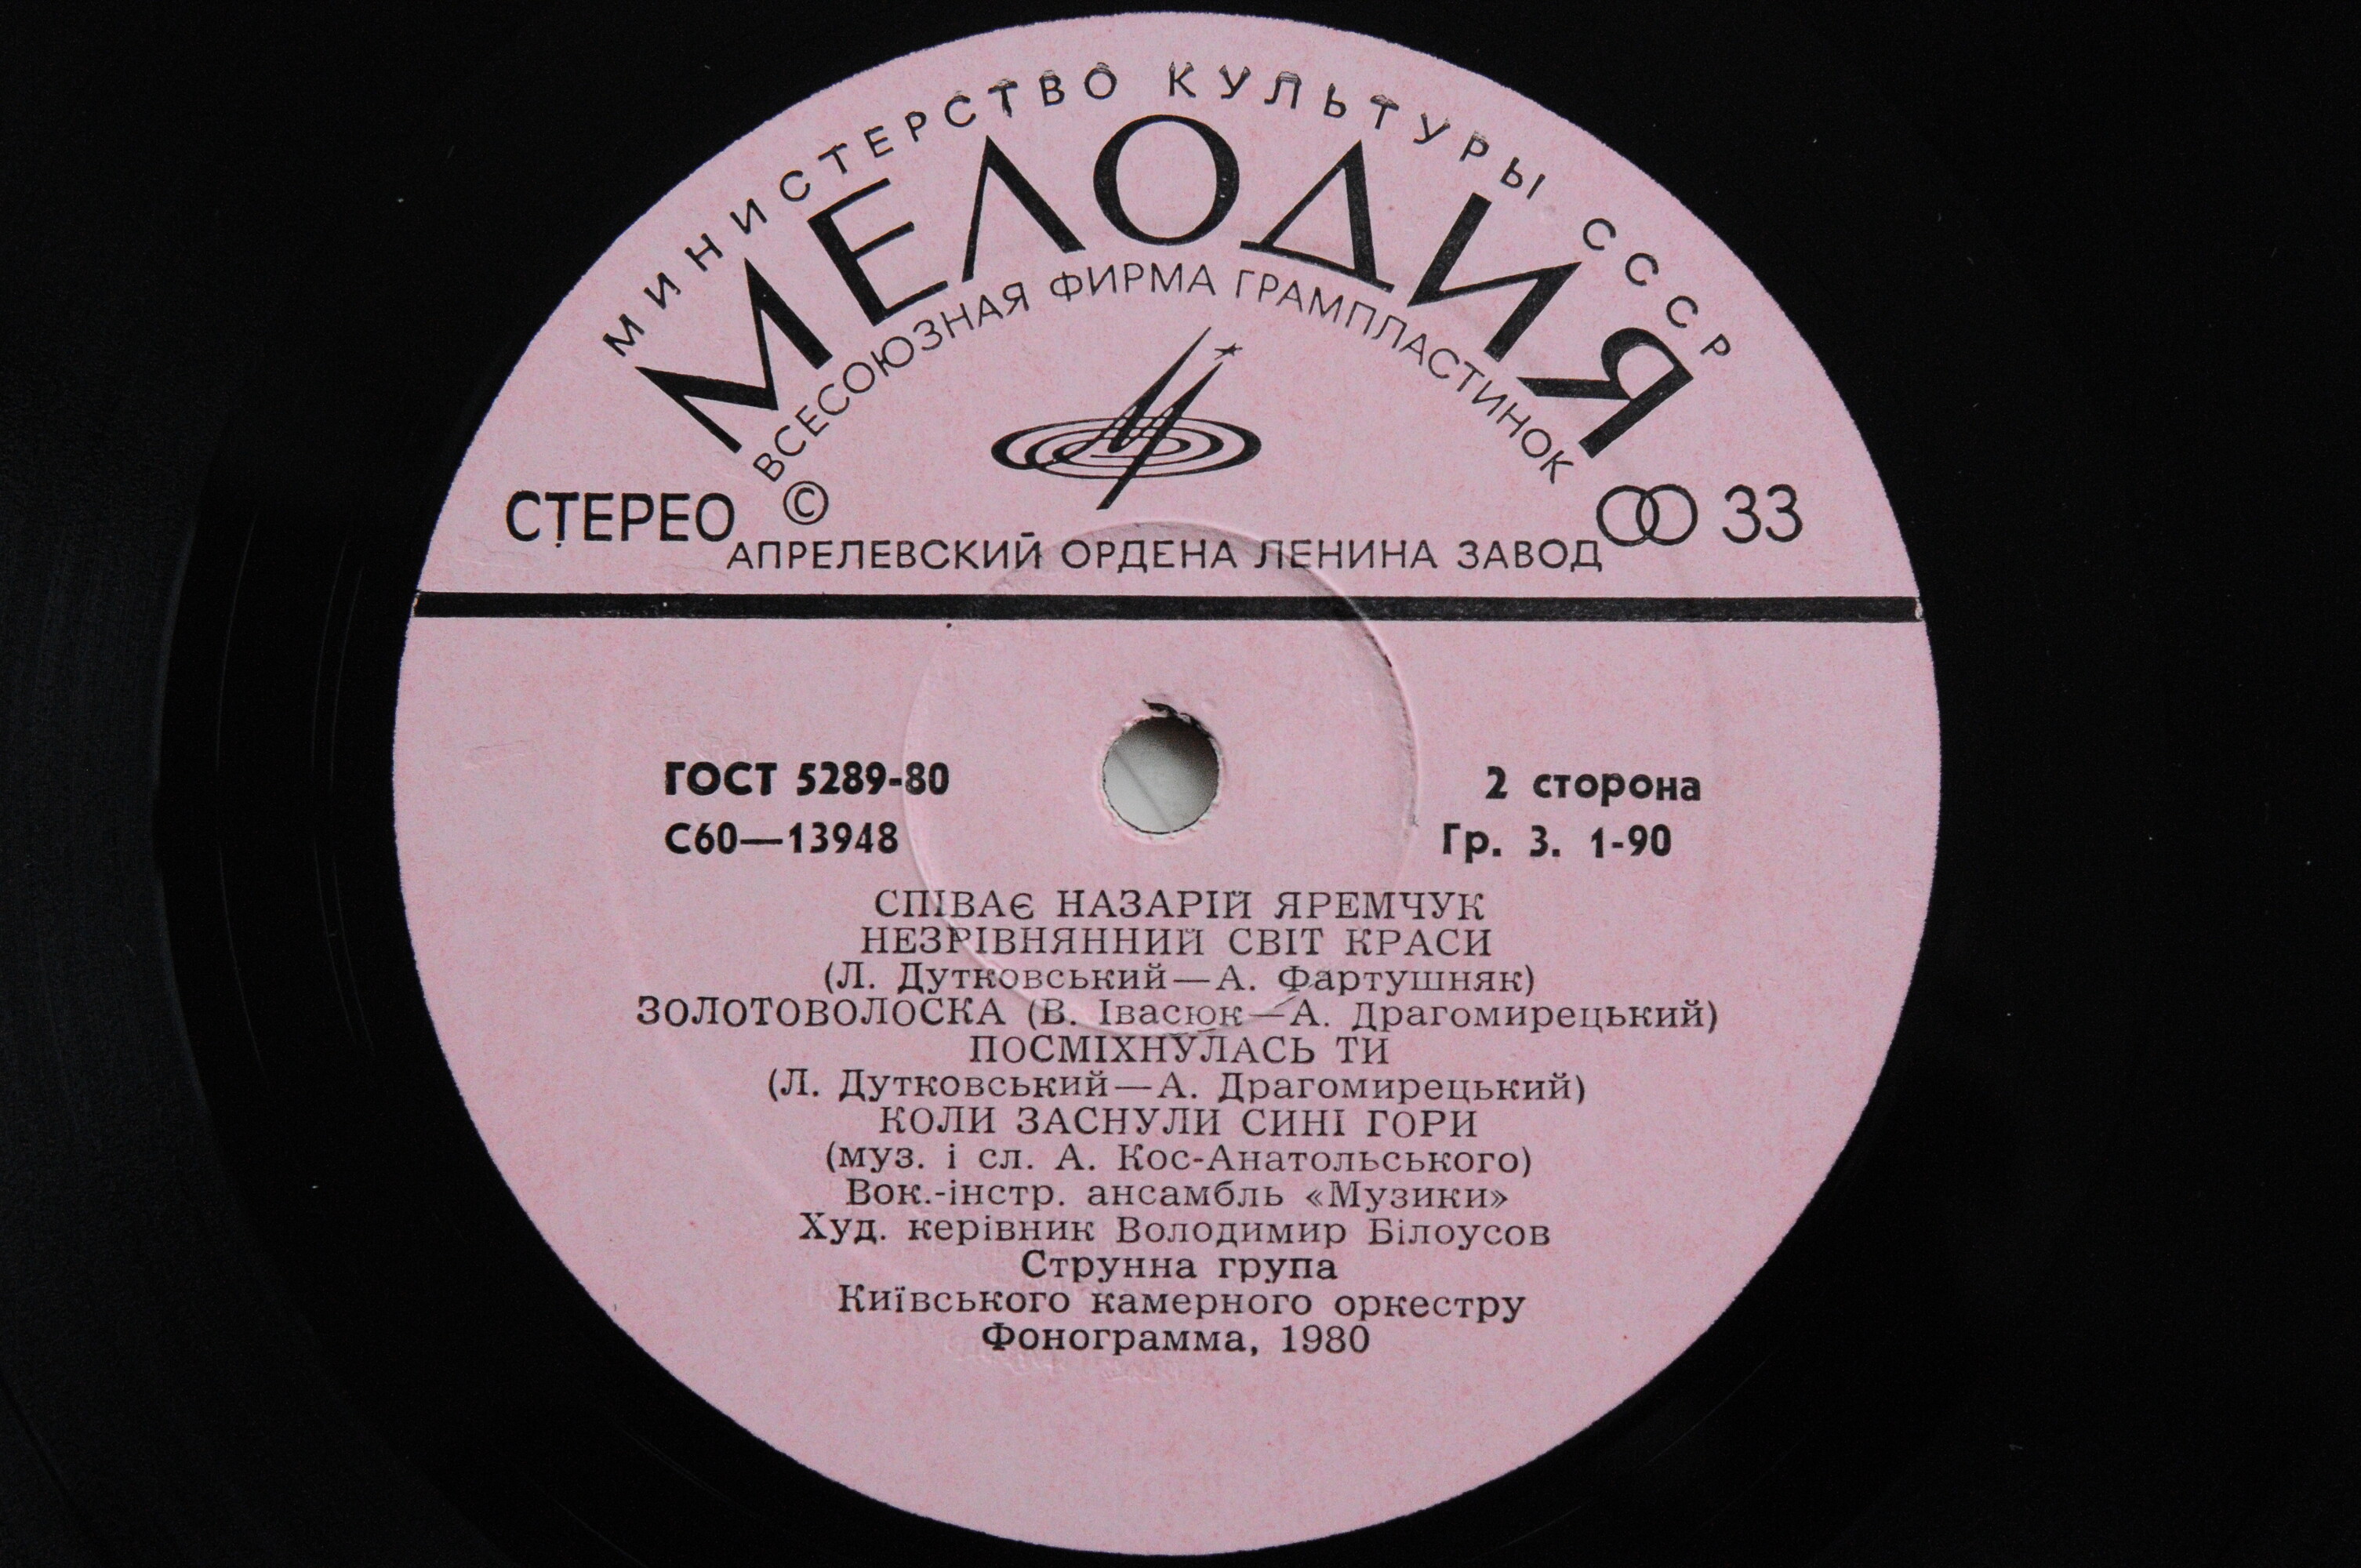 МИНИСТЕРСТВО КУЛЬТУРЫ СССР
МЕЛОДИЯ
ВСЕСОЮЗНАЯ ФИРМА ГРАМПЛАСТИНОК
СТЕРЕО © 33
АПРЕЛЕВСКИЙ ОРДЕНА ЛЕНИНА ЗАВОД
ГОСТ 5289-80 2 сторона
С60—13948 Гр. 3. 1-90
СПІВАЄ НАЗАРІЙ ЯРЕМЧУК
НЕЗРІВНЯННИЙ СВІТ КРАСИ
(Л. Дутковський—А. Фартушняк)
ЗОЛОТОВОЛОСКА (В. Івасюк—А. Драгомирецький)
ПОСМІХНУЛАСЬ ТИ
(Л. Дутковський—А. Драгомирецький)
КОЛИ ЗАСНУЛИ СИНІ ГОРИ
(муз. і сл. А. Кос-Анатольського)
Вок.-інстр. ансамбль «Музики»
Худ. керівник Володимир Білоусов
Струнна група
Київського камерного оркестру
Фонограмма, 1980